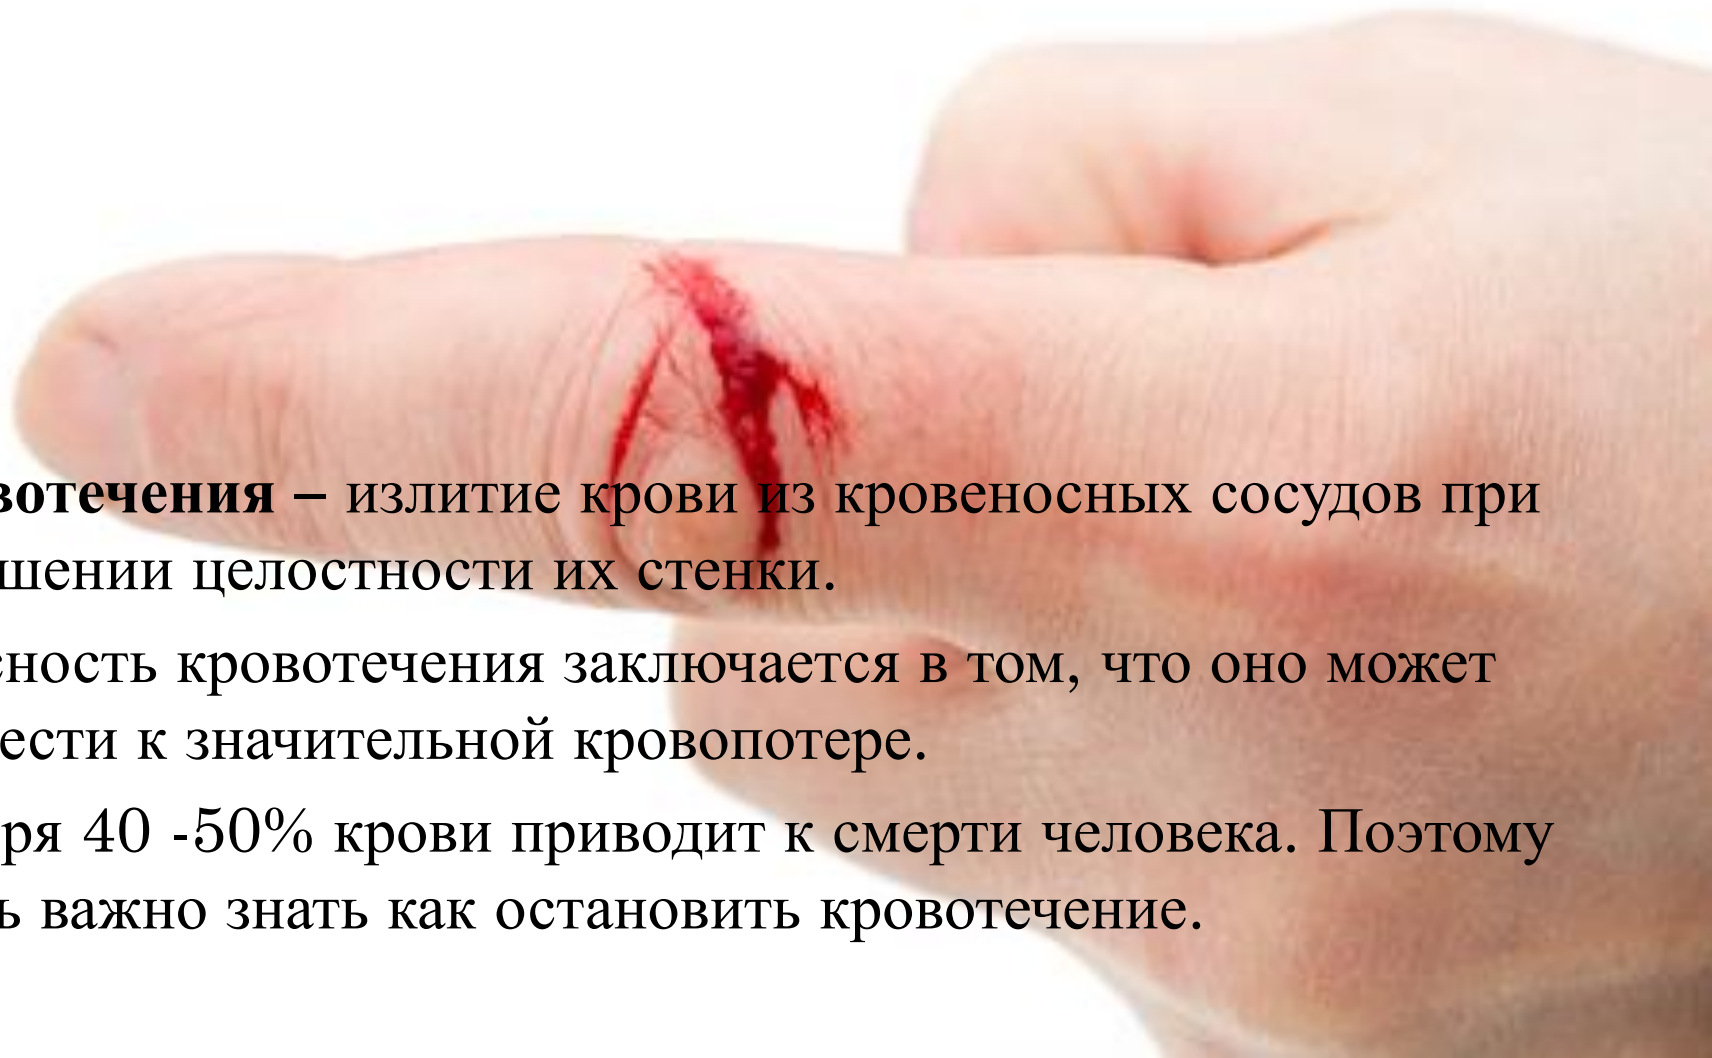 вотечения – излитие крови из кровеносных сосудов при
шении целостности их стенки.
сность кровотечения заключается в том, что оно может
ести к значительной кровопотере.
ря 40 -50% крови приводит к смерти человека. Поэтому
ь важно знать как остановить кровотечение.